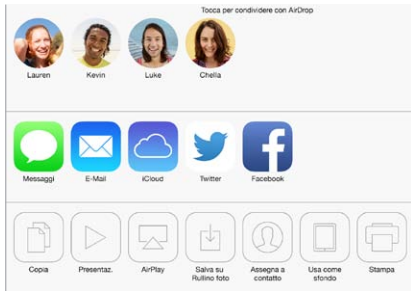 Tocca per condividere con AirDrop
Lauren Kevin Luke Chella
Messaggi E-Mail iCloud Twitter Facebook
Copia Presentaz. AirPlay Salva su Rullino foto Assegna a contatto Usa come sfondo Stampa